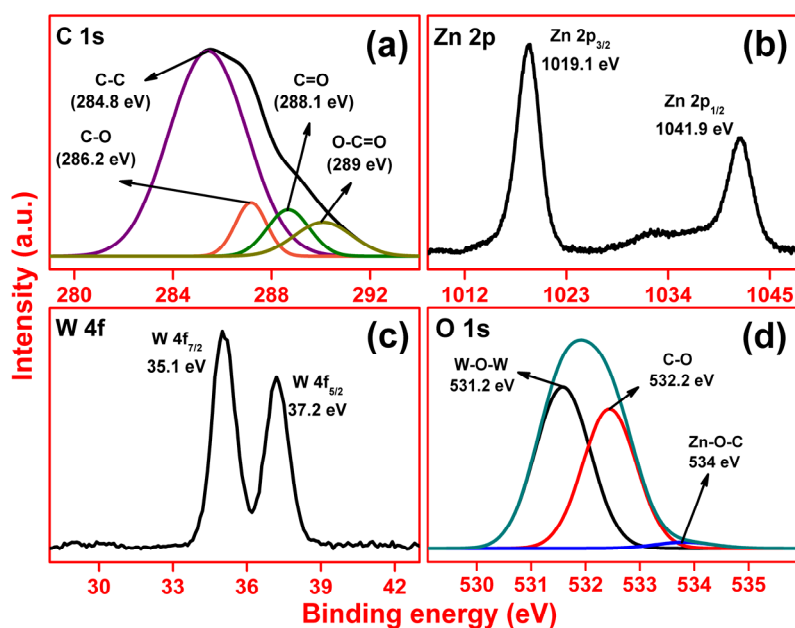 C 1s
(a)
C-C
(284.8 eV)
C-O
(286.2 eV)
C=O
(288.1 eV)
O-C=O
(289 eV)
280 284 288 292
Zn 2p
(b)
Zn 2p3/2
1019.1 eV
Zn 2p1/2
1041.9 eV
1012 1023 1034 1045
W 4f
(c)
W 4f7/2
35.1 eV
W 4f5/2
37.2 eV
30 33 36 39 42
O 1s
(d)
W-O-W
531.2 eV
C-O
532.2 eV
Zn-O-C
534 eV
530 531 532 533 534 535
Intensity (a.u.)
Binding energy (eV)